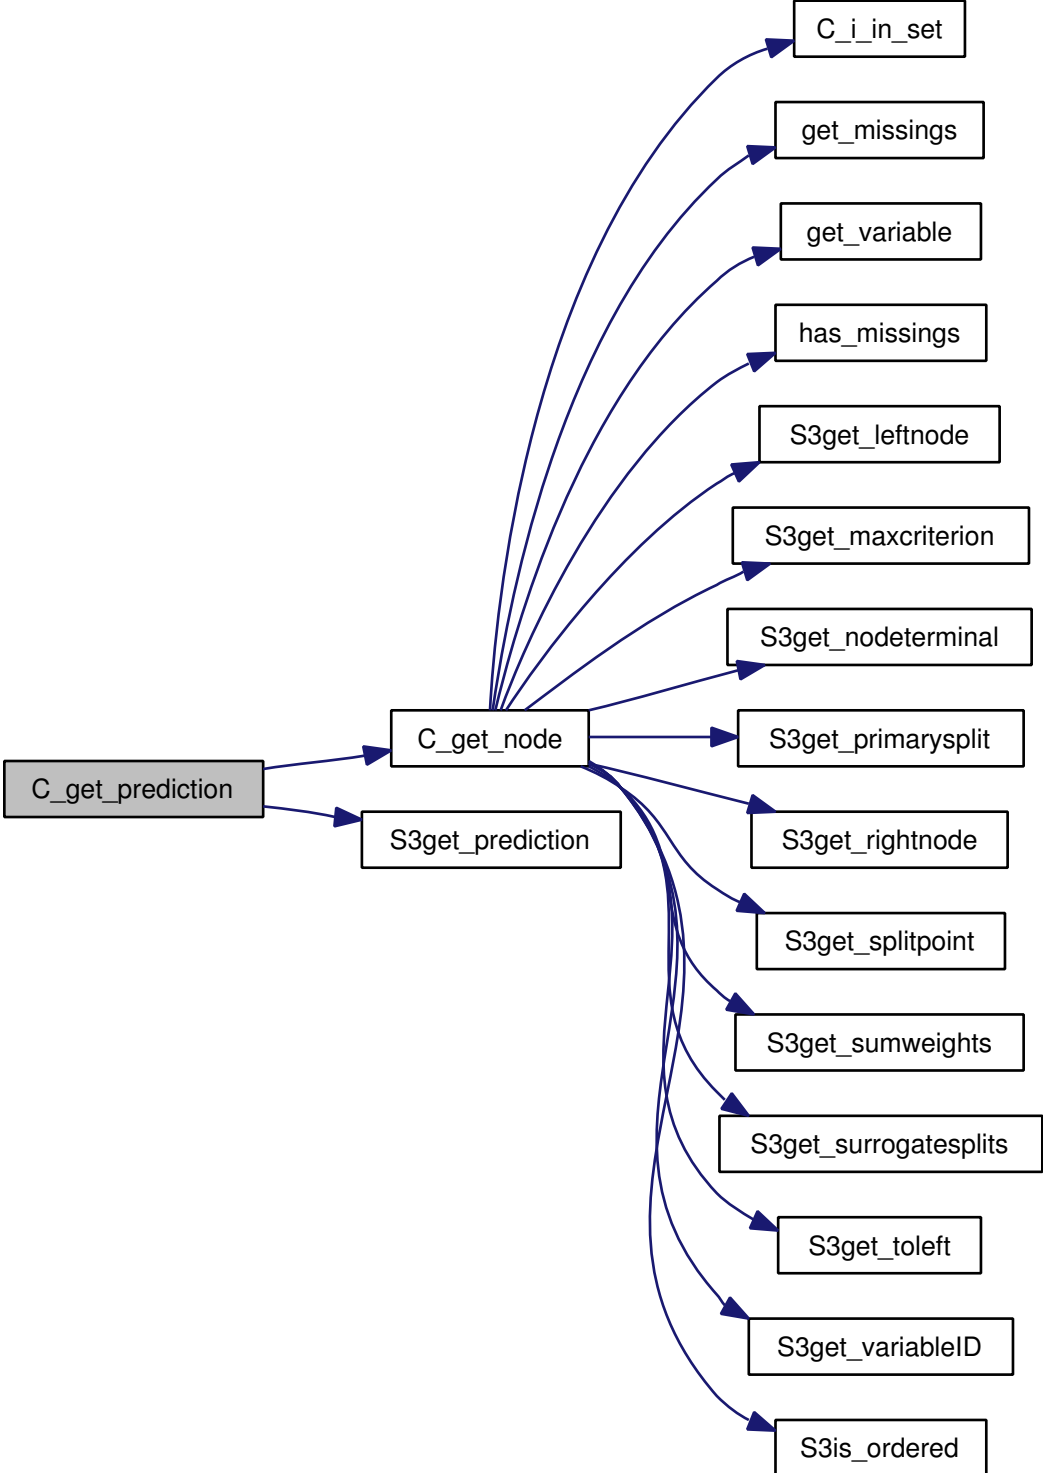 C_i_in_set
get_missings
get_variable
has_missings
S3get_leftnode
S3get_maxcriterion
S3get_nodeterminal
C_get_node
S3get_primarysplit
C_get_prediction
S3get_prediction
S3get_rightnode
S3get_splitpoint
S3get_sumweights
S3get_surrogatesplits
S3get_toleft
S3get_variableID
S3is_ordered